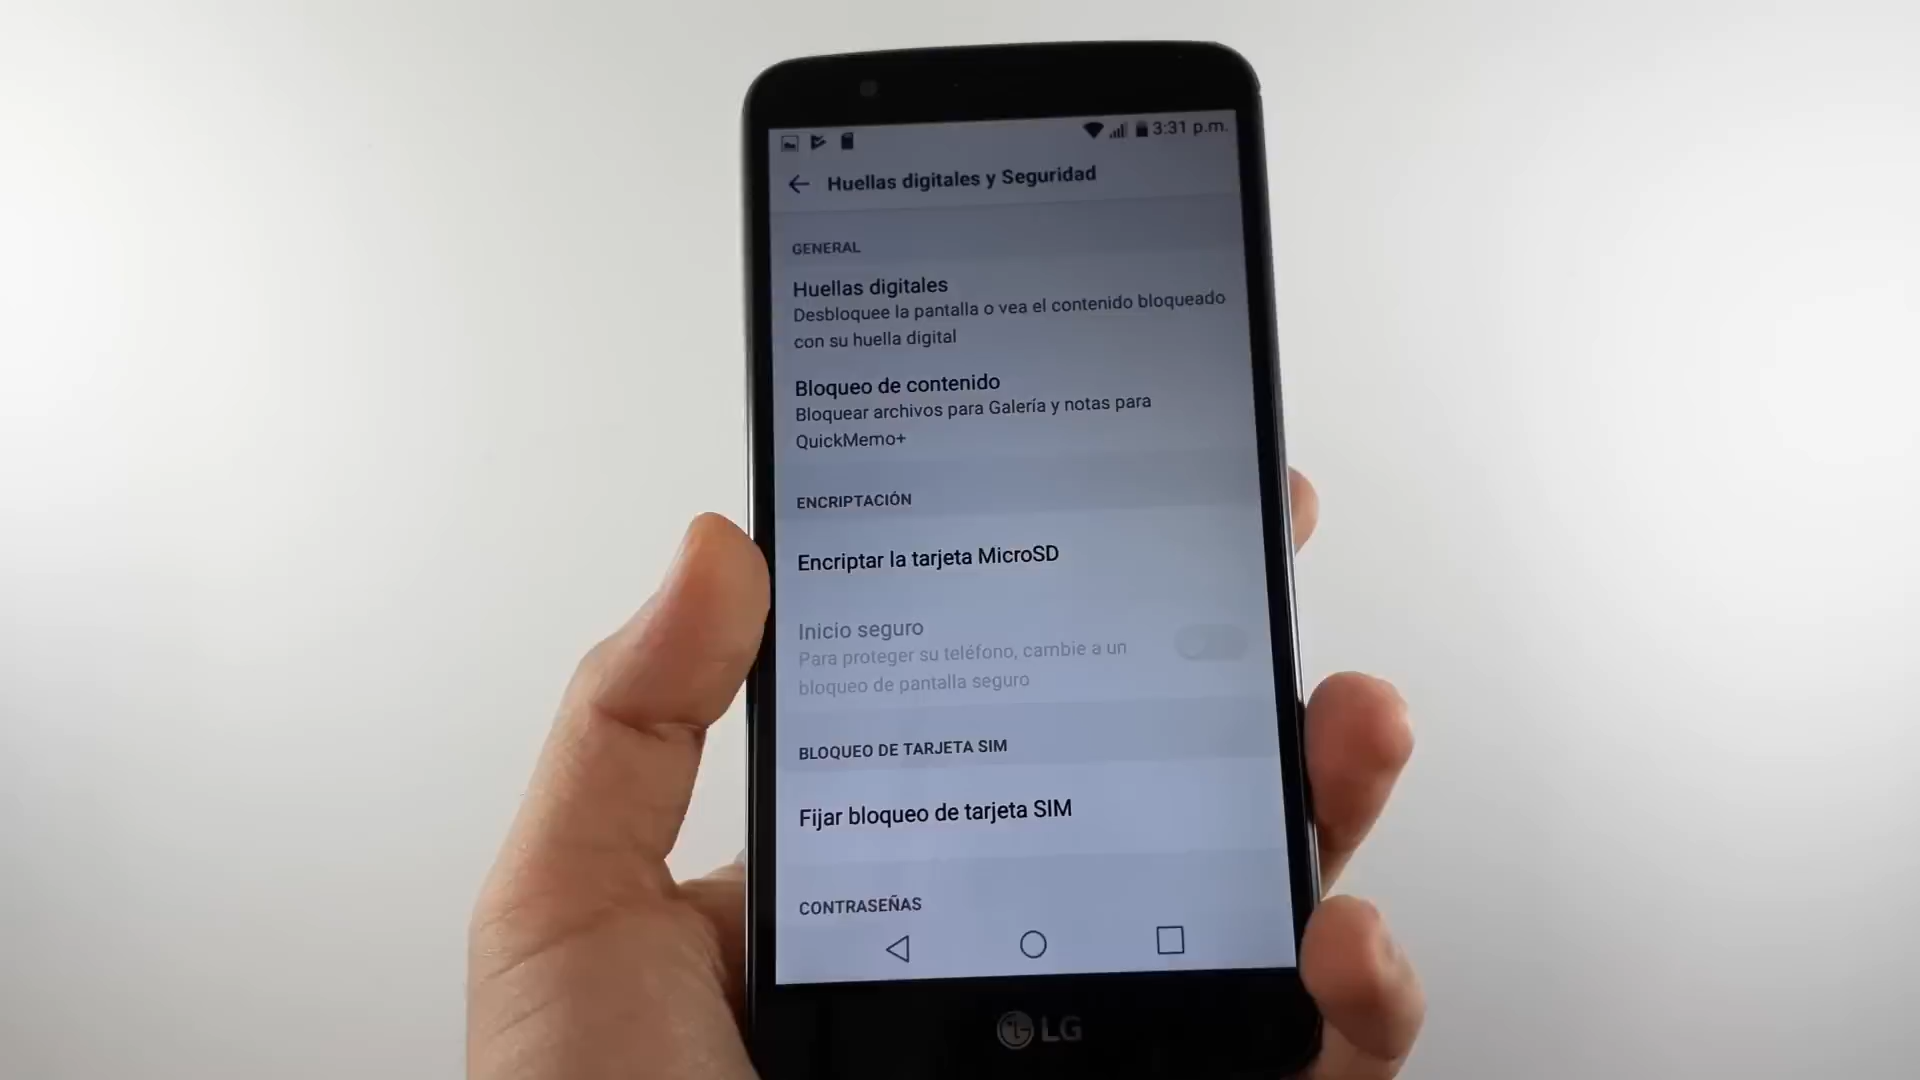 3:31 p.m.
Huellas digitales y Seguridad
GENERAL
Huellas digitales
Desbloquee la pantalla o vea el contenido bloqueado
con su huella digital
Bloqueo de contenido
Bloquear archivos para Galería y notas para
QuickMemo+
ENCRIPTACIÓN
Encriptar la tarjeta MicroSD
Inicio seguro
Para proteger su teléfono, cambie a un
bloqueo de pantalla seguro
BLOQUEO DE TARJETA SIM
Fijar bloqueo de tarjeta SIM
CONTRASEÑAS
LG